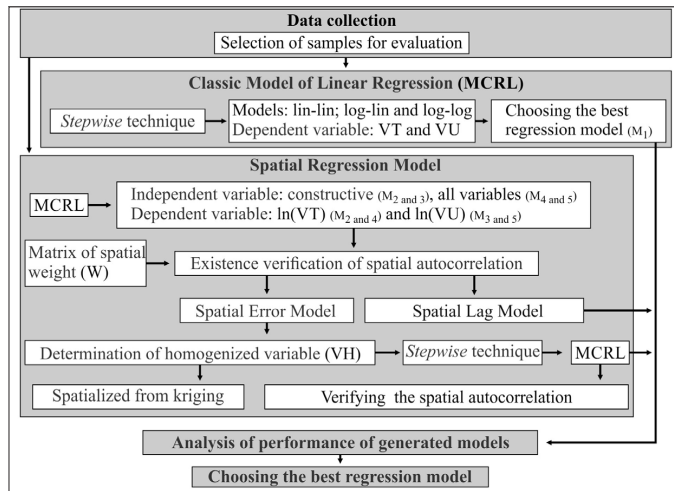 Data collection
Selection of samples for evaluation
Classic Model of Linear Regression (MCRL)
Stepwise technique
Models: lin-lin; log-lin and log-log
Dependent variable: VT and VU
Choosing the best
regression model (M1)
Spatial Regression Model
MCRL
Independent variable: constructive (M2 and 3), all variables (M4 and 5)
Dependent variable: ln(VT) (M2 and 4) and ln(VU) (M3 and 5)
Matrix of spatial
weight (W)
Existence verification of spatial autocorrelation
Spatial Error Model
Spatial Lag Model
Determination of homogenized variable (VH)
Stepwise technique
MCRL
Spatialized from kriging
Verifying the spatial autocorrelation
Analysis of performance of generated models
Choosing the best regression model